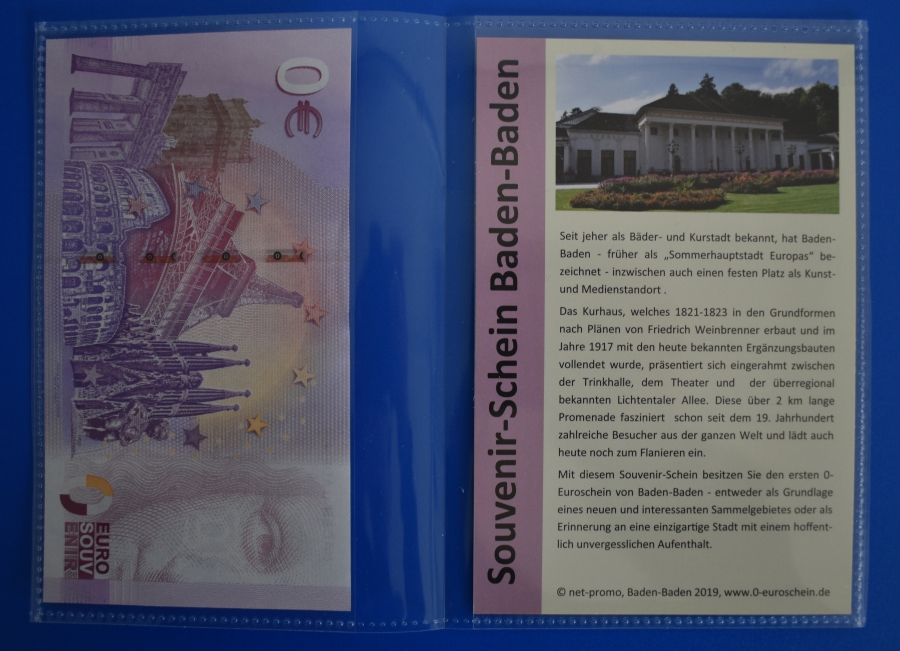 0
€
EURO
SOUV
ENIR
Souvenir-Schein Baden-Baden
Seit jeher als Bäder- und Kurstadt bekannt, hat Baden-
Baden - früher als „Sommerhauptstadt Europas" be-
zeichnet - inzwischen auch einen festen Platz als Kunst-
und Medienstandort .
Das Kurhaus, welches 1821-1823 in den Grundformen
nach Plänen von Friedrich Weinbrenner erbaut und im
Jahre 1917 mit den heute bekannten Ergänzungsbauten
vollendet wurde, präsentiert sich eingerahmt zwischen
der Trinkhalle, dem Theater und der überregional
bekannten Lichtentaler Allee. Diese über 2 km lange
Promenade fasziniert schon seit dem 19. Jahrhundert
zahlreiche Besucher aus der ganzen Welt und lädt auch
heute noch zum Flanieren ein.
Mit diesem Souvenir-Schein besitzen Sie den ersten 0-
Euroschein von Baden-Baden - entweder als Grundlage
eines neuen und interessanten Sammelgebietes oder als
Erinnerung an eine einzigartige Stadt mit einem hoffent-
lich unvergesslichen Aufenthalt.
© net-promo, Baden-Baden 2019, www.0-euroschein.de